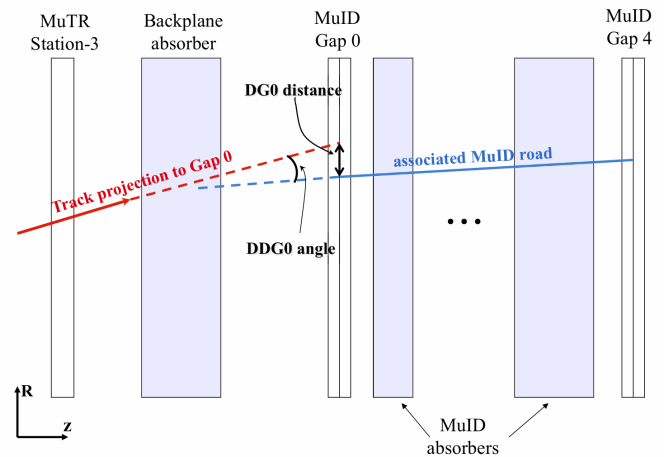 MuTR
Station-3
Backplane
absorber
MuID
Gap 0
MuID
Gap 4
DG0 distance
Track projection to Gap 0
associated MuID road
DDG0 angle
R
z
MuID
absorbers